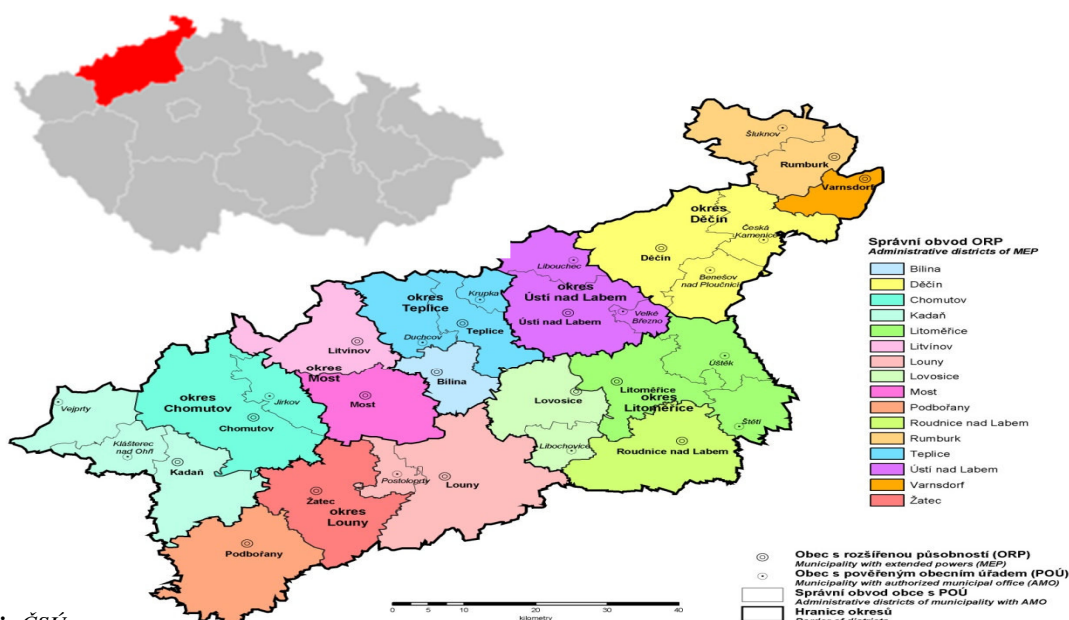 Šluknov
Rumburk
Varnsdorf
okres
Děčín
Česká
Kamenice
Děčín
Benešov
nad Ploučnicí
Libouchec
okres
Ústí nad Labem
Ústí nad Labem
Velké
Březno
okres
Teplice
Krupka
Teplice
Duchcov
Bílina
Litvínov
okres
Most
Most
okres
Chomutov
Jirkov
Chomutov
Vejprty
Klášterec
nad Ohří
Kadaň
Lovosice
Litoměřice
okres
Litoměřice
Úštěk
Štětí
Libochovice
Roudnice nad Labem
Postoloprty
Louny
Žatec
okres
Louny
Podbořany
Správní obvod ORP
Administrative districts of MEP
Bílina
Děčín
Chomutov
Kadaň
Litoměřice
Litvínov
Louny
Lovosice
Most
Podbořany
Roudnice nad Labem
Rumburk
Teplice
Ústí nad Labem
Varnsdorf
Žatec
Obec s rozšířenou působností (ORP)
Municipality with extended powers (MEP)
Obec s pověřeným obecním úřadem (POÚ)
Municipality with authorized municipal office (AMO)
Správní obvod obce s POÚ
Administrative districts of municipality with AMO
Hranice okresů
0 5 10 20 30 40
kilometry
ČSÚ